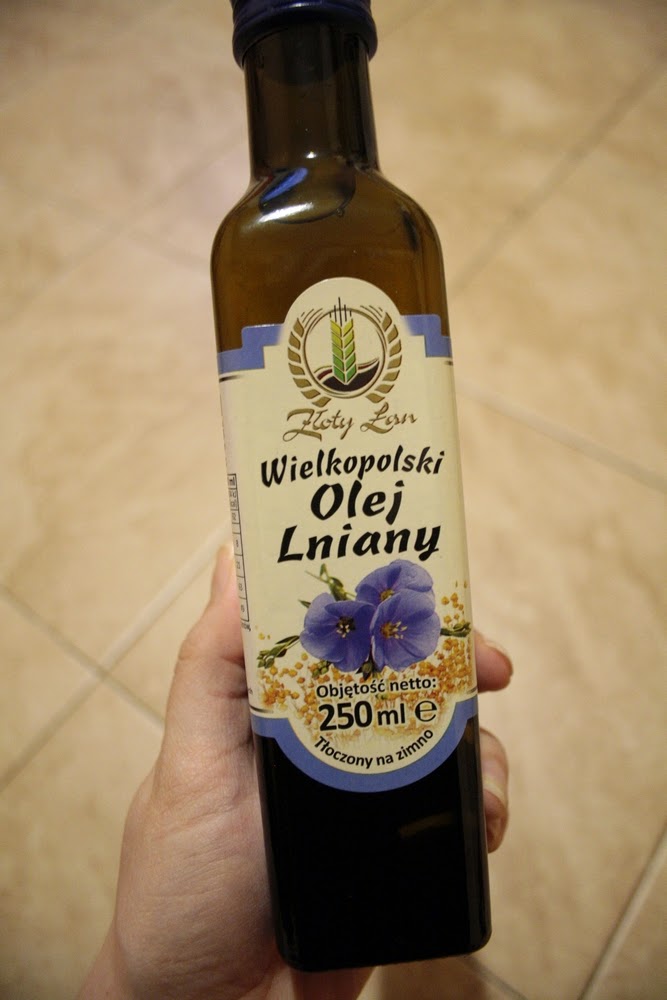 Złoty Łan
Wielkopolski
Olej
Lniany
Objętość netto:
250 ml e
Tłoczony na zimno